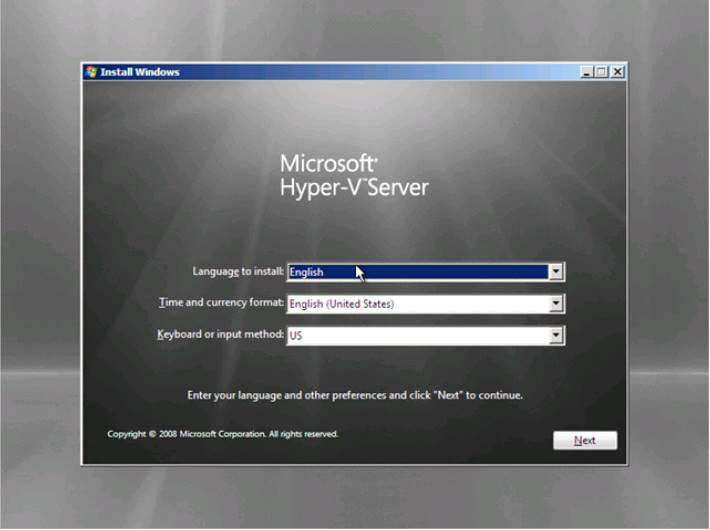 Install Windows
Microsoft®
Hyper-V™Server
Language to install: English
Time and currency format: English (United States)
Keyboard or input method: US
Enter your language and other preferences and click "Next" to continue.
Copyright © 2008 Microsoft Corporation. All rights reserved.
Next